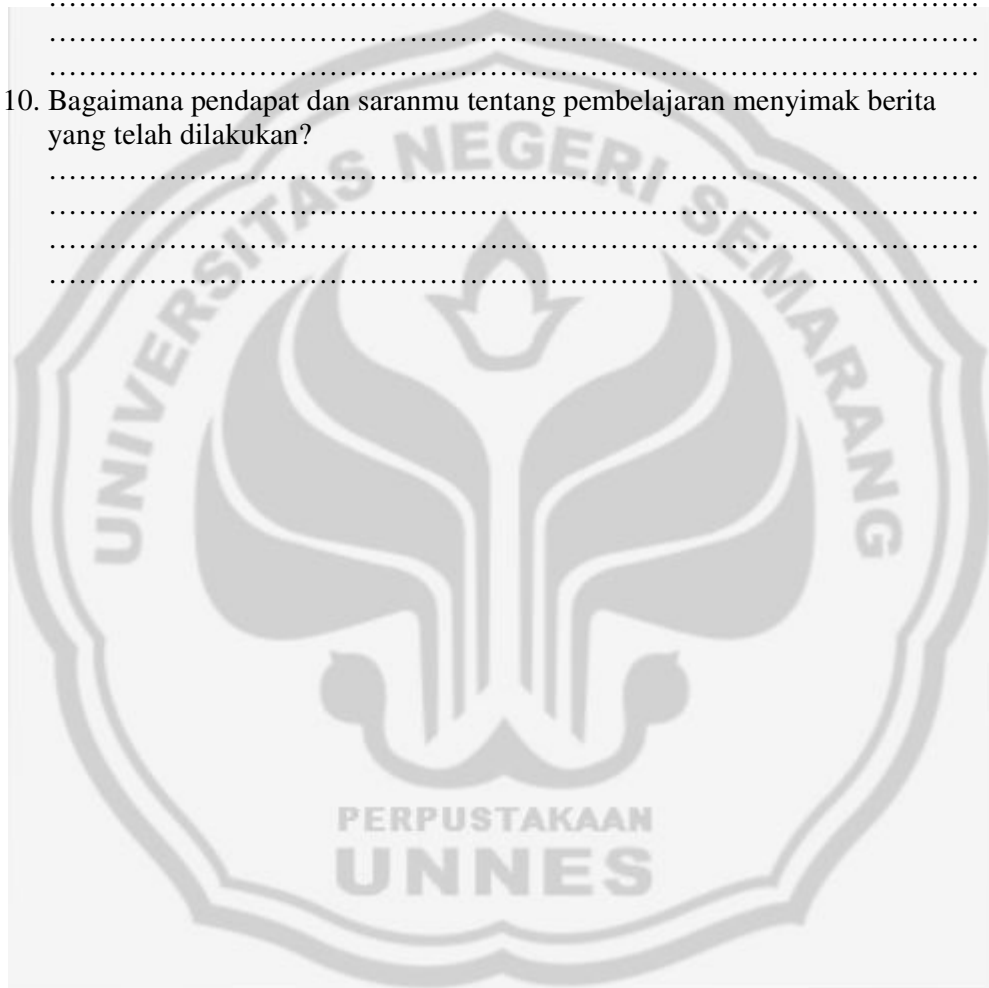 ……………………………………………………………………………
……………………………………………………………………………
……………………………………………………………………………
10. Bagaimana pendapat dan saranmu tentang pembelajaran menyimak berita
yang telah dilakukan?
……………………………………………………………………………
……………………………………………………………………………
……………………………………………………………………………
……………………………………………………………………………
UNIVERSITAS NEGERI SEMARANG
PERPUSTAKAAN
UNNES